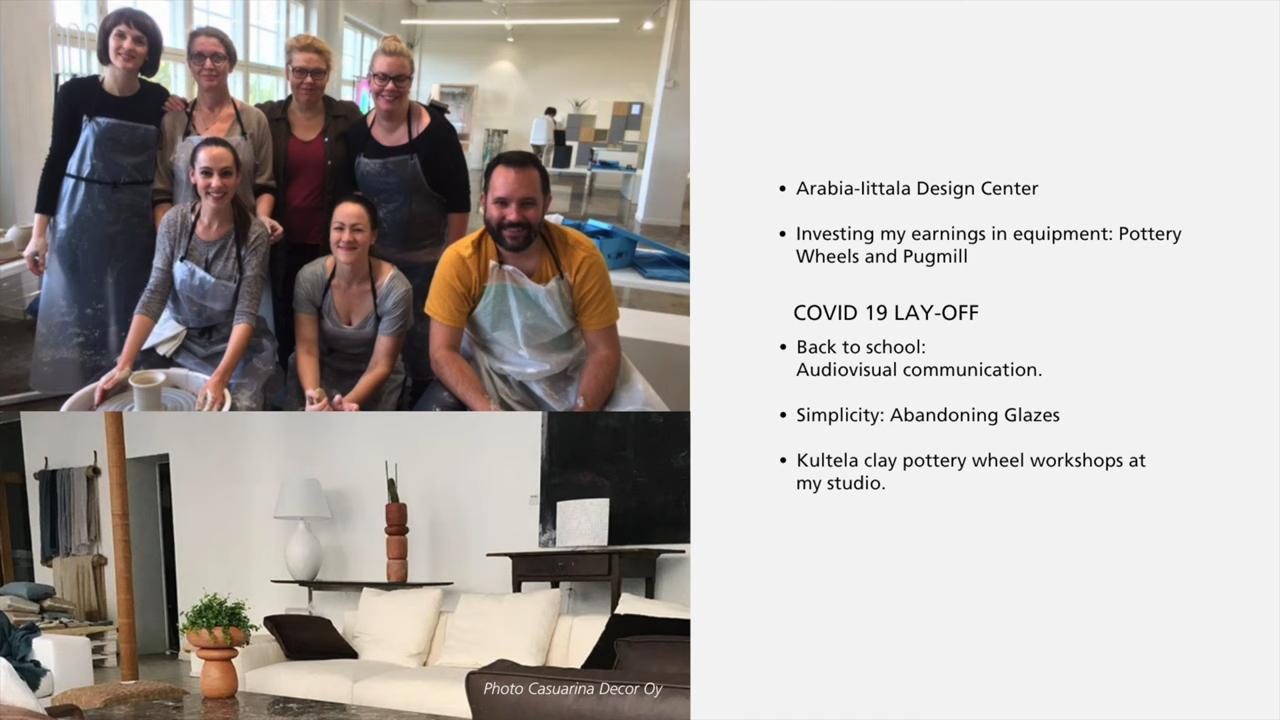 • Arabia-Iittala Design Center
• Investing my earnings in equipment: Pottery
Wheels and Pugmill
COVID 19 LAY-OFF
• Back to school:
Audiovisual communication.
• Simplicity: Abandoning Glazes
• Kultela clay pottery wheel workshops at
my studio.
Photo Casuarina Decor Oy